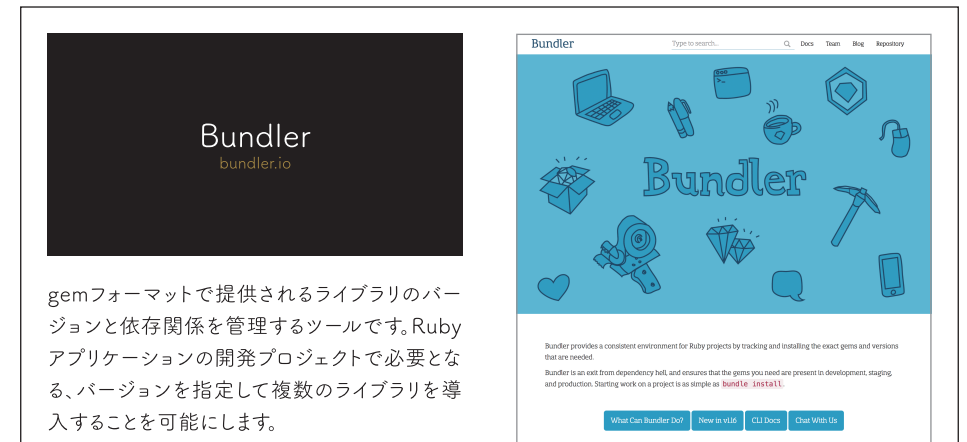 Bundler
bundler.io
gemフォーマットで提供されるライブラリのバー
ジョンと依存関係を管理するツールです。Ruby
アプリケーションの開発プロジェクトで必要とな
る、バージョンを指定して複数のライブラリを導
入することを可能にします。
Bundler
Type to search...
Docs Team Blog Repository
Bundler
Bundler provides a consistent environment for Ruby projects by tracking and installing the exact gems and versions
that are needed.
Bundler is an exit from dependency hell, and ensures that the gems you need are present in development, staging,
and production. Starting work on a project is as simple as bundle install.
What Can Bundler Do? New in v1.16 CLI Docs Chat With Us